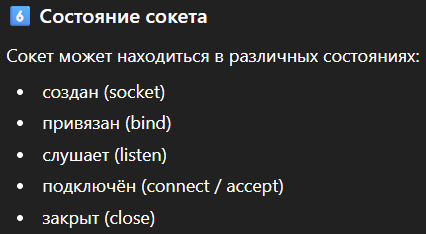 6 Состояние сокета
Сокет может находиться в различных состояниях:
• создан (socket)
• привязан (bind)
• слушает (listen)
• подключён (connect / accept)
• закрыт (close)